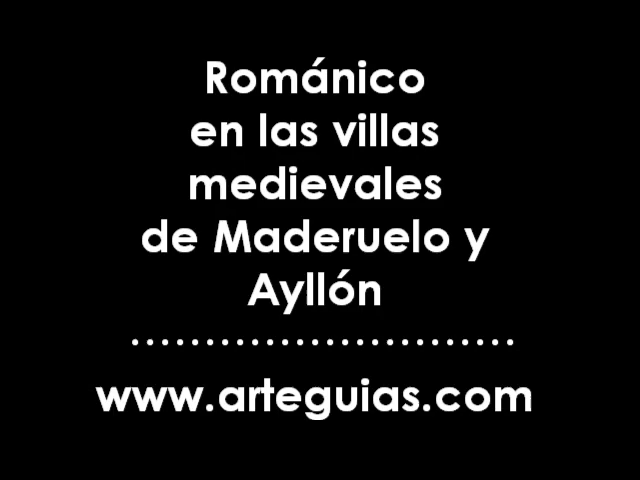 Románico
en las villas
medievales
de Maderuelo y
Ayllón
..........................
www.arteguias.com